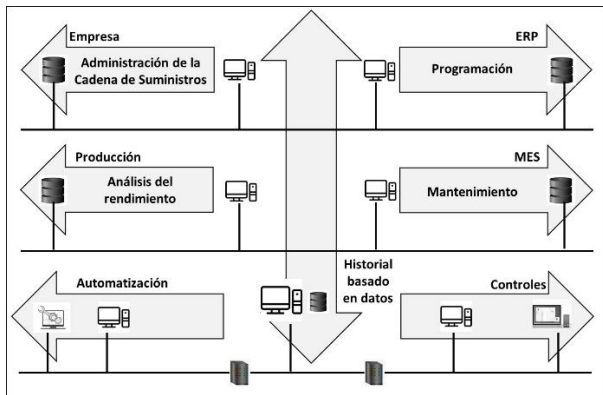 Empresa
Administración de la
Cadena de Suministros
ERP
Programación
Producción
Análisis del
rendimiento
MES
Mantenimiento
Automatización
Historial
basado
en datos
Controles